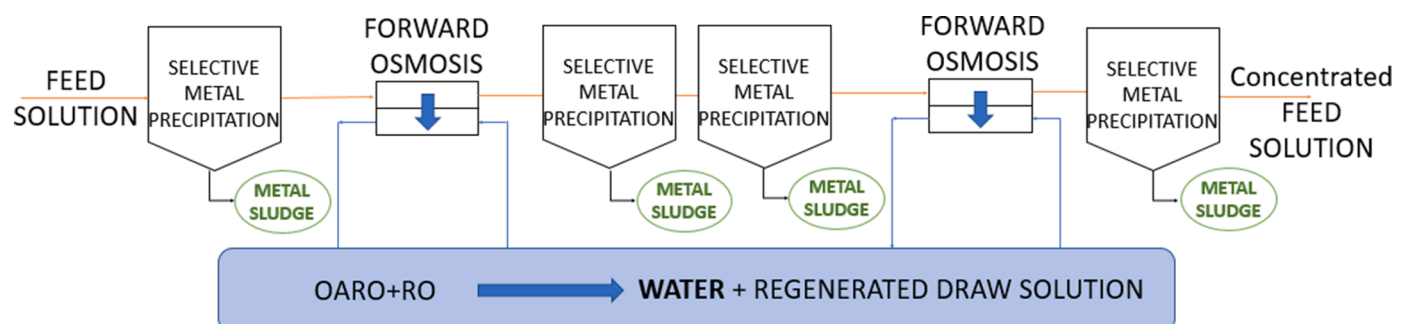 FEED
SOLUTION
SELECTIVE
METAL
PRECIPITATION
METAL
SLUDGE
FORWARD
OSMOSIS
SELECTIVE
METAL
PRECIPITATION
METAL
SLUDGE
SELECTIVE
METAL
PRECIPITATION
METAL
SLUDGE
FORWARD
OSMOSIS
SELECTIVE
METAL
PRECIPITATION
METAL
SLUDGE
Concentrated
FEED
SOLUTION
OARO+RO
WATER + REGENERATED DRAW SOLUTION